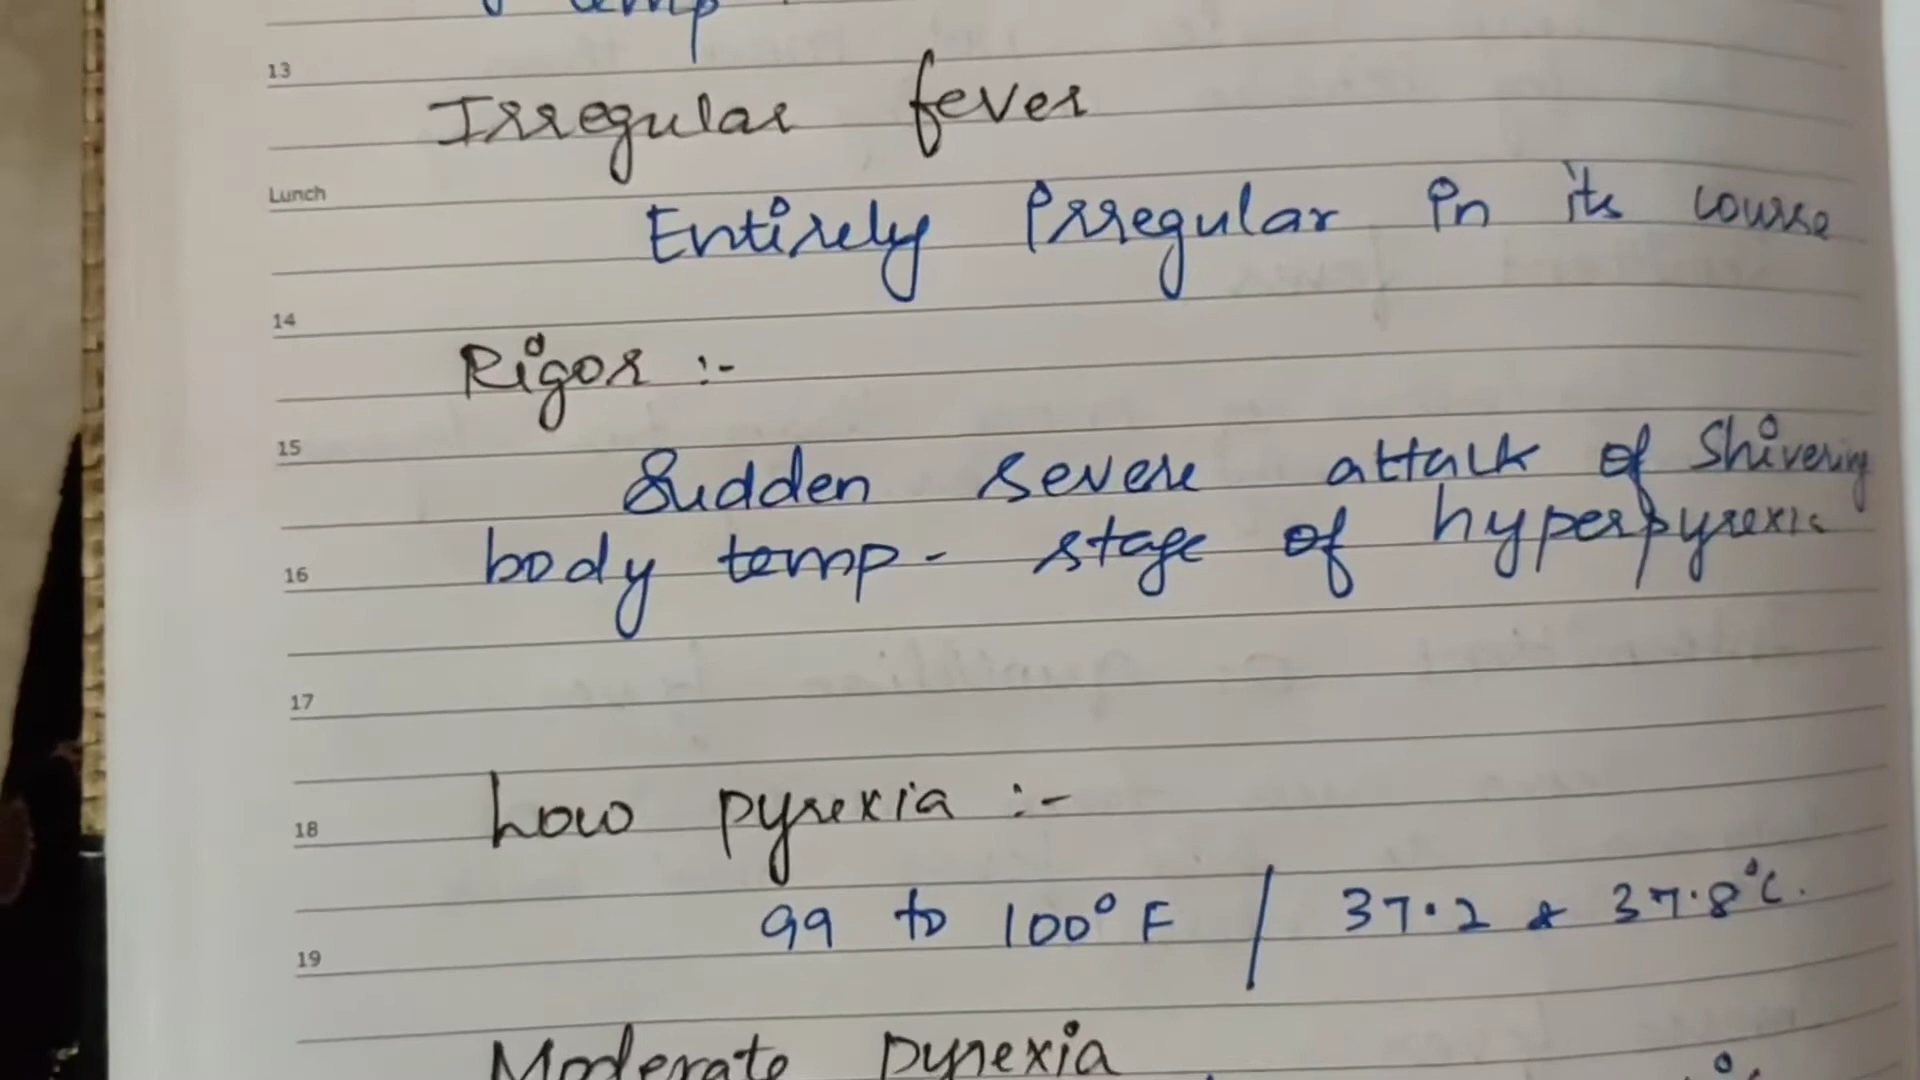 temp
13
Irregular fever
Lunch
Entirely irregular in its course
14
Rigor :-
15
Sudden severe attack of Shivering
16
body temp - stage of hyperpyrexia
17
18
Low pyrexia :-
99 to 100° F / 37.2 & 37.8°C.
19
Moderate pyrexia